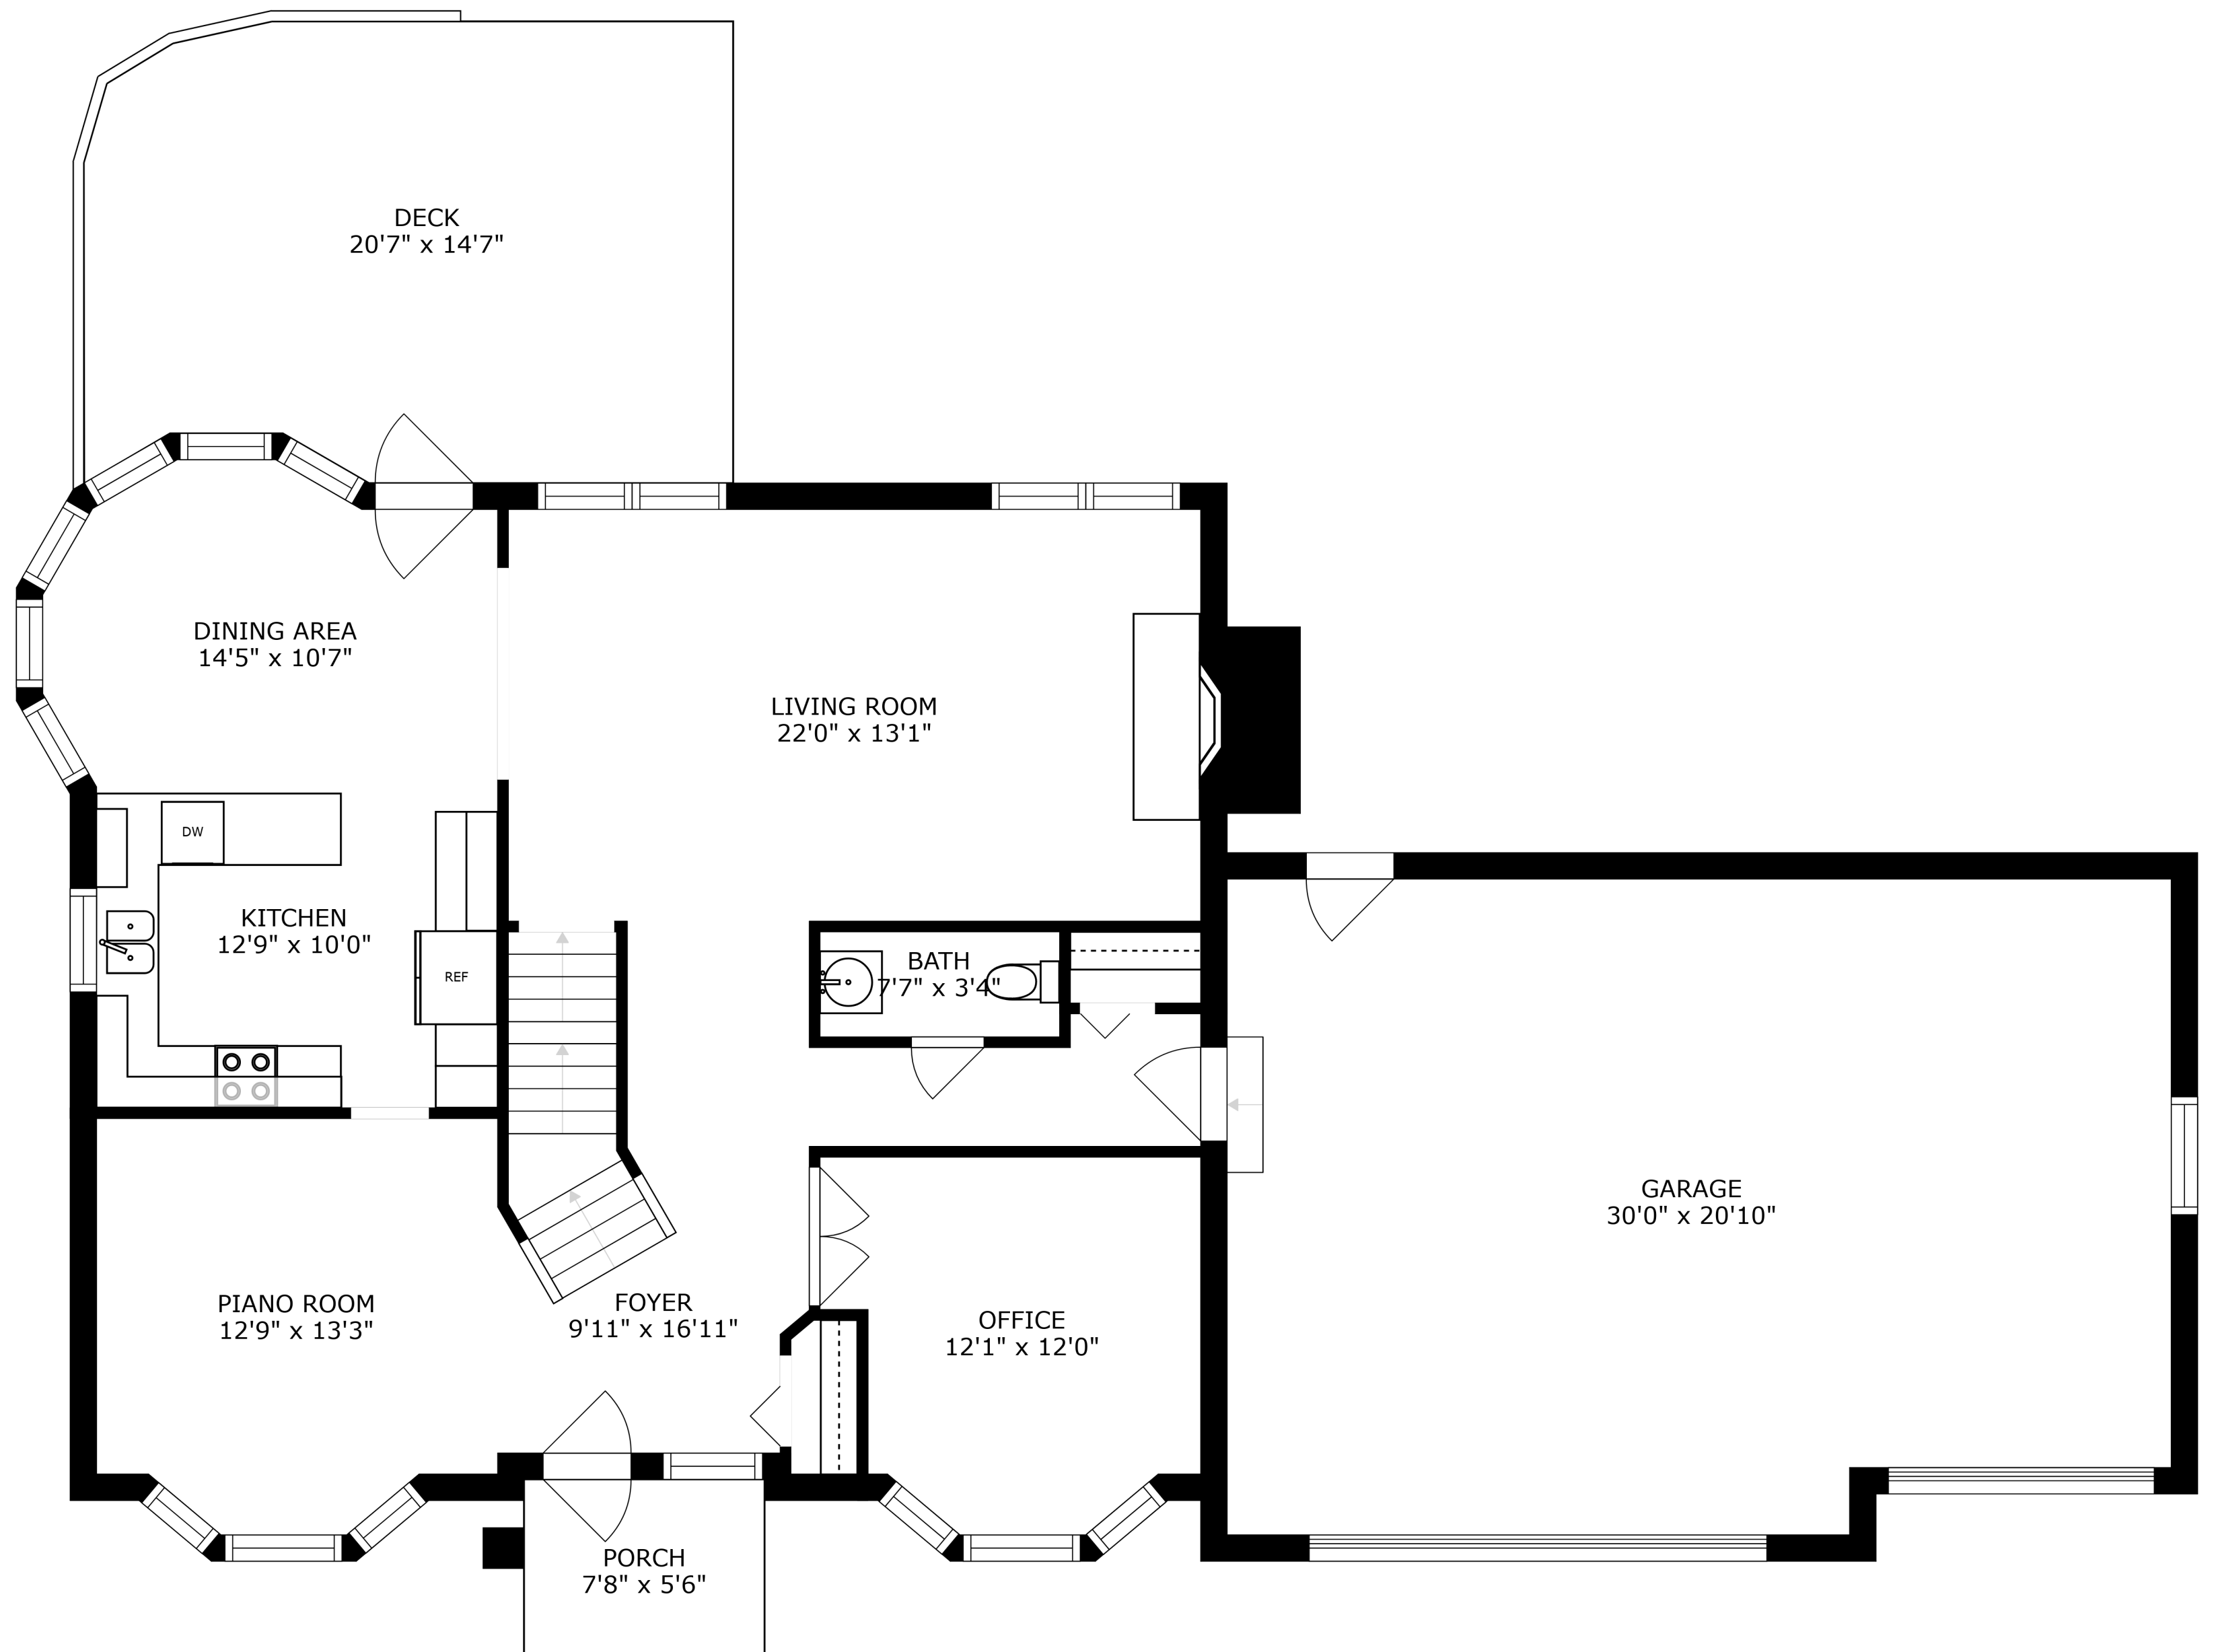 DECK
20'7" x 14'7"
DINING AREA
14'5" x 10'7"
LIVING ROOM
22'0" x 13'1"
DW
KITCHEN
12'9" x 10'0"
REF
BATH
7'7" x 3'4"
GARAGE
30'0" x 20'10"
PIANO ROOM
12'9" x 13'3"
FOYER
9'11" x 16'11"
OFFICE
12'1" x 12'0"
PORCH
7'8" x 5'6"